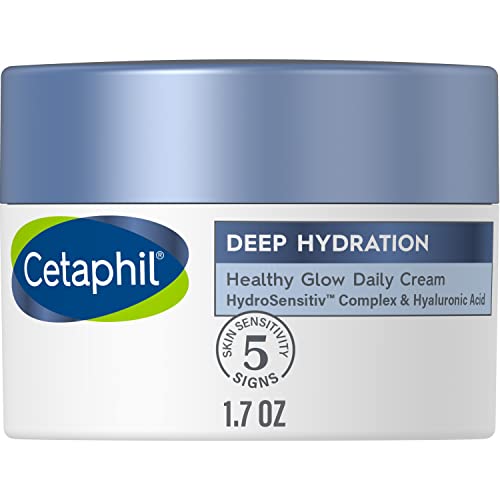 Cetaphil®
DEEP HYDRATION
Healthy Glow Daily Cream
HydroSensitiv™ Complex & Hyaluronic Acid
SKIN SENSITIVITY
5
SIGNS
1.7 OZ